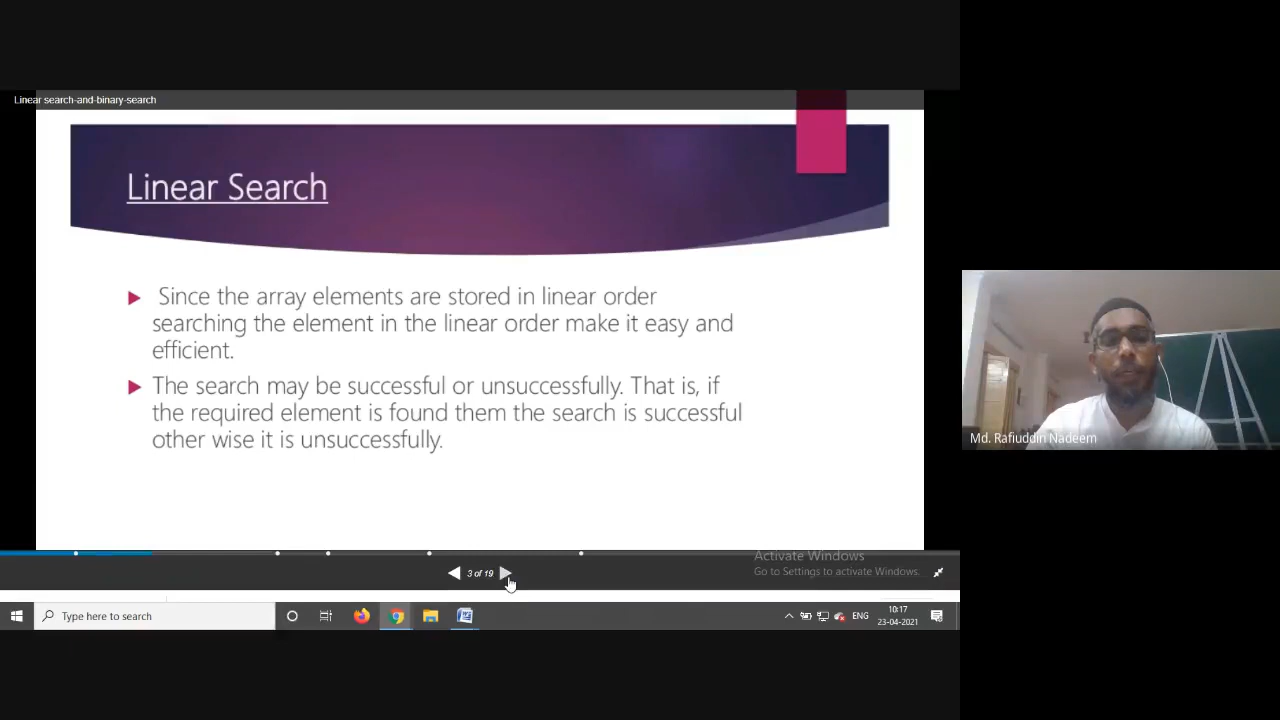 Linear search-and-binary-search
Linear Search
Since the array elements are stored in linear order
searching the element in the linear order make it easy and
efficient.
The search may be successful or unsuccessfully. That is, if
the required element is found them the search is successful
other wise it is unsuccessfully.
Md. Rafiuddin Nadeem
Activate Windows
Go to Settings to activate Windows.
3 of 19
Type here to search
ENG
10:17
23-04-2021